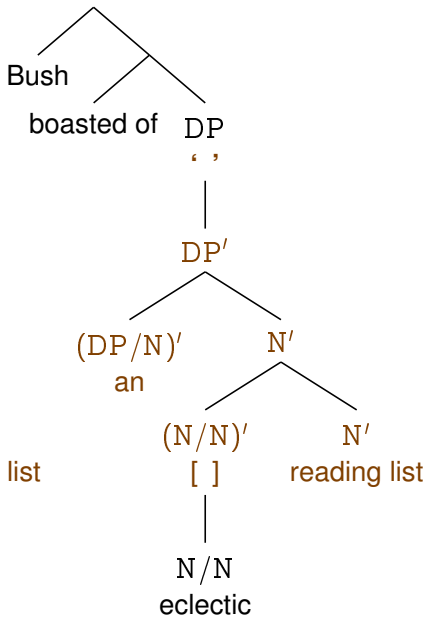 Bush
boasted of DP
‘ ’
DP′
(DP/N)′ N′
an
(N/N)′ N′
list [ ] reading list
N/N
eclectic